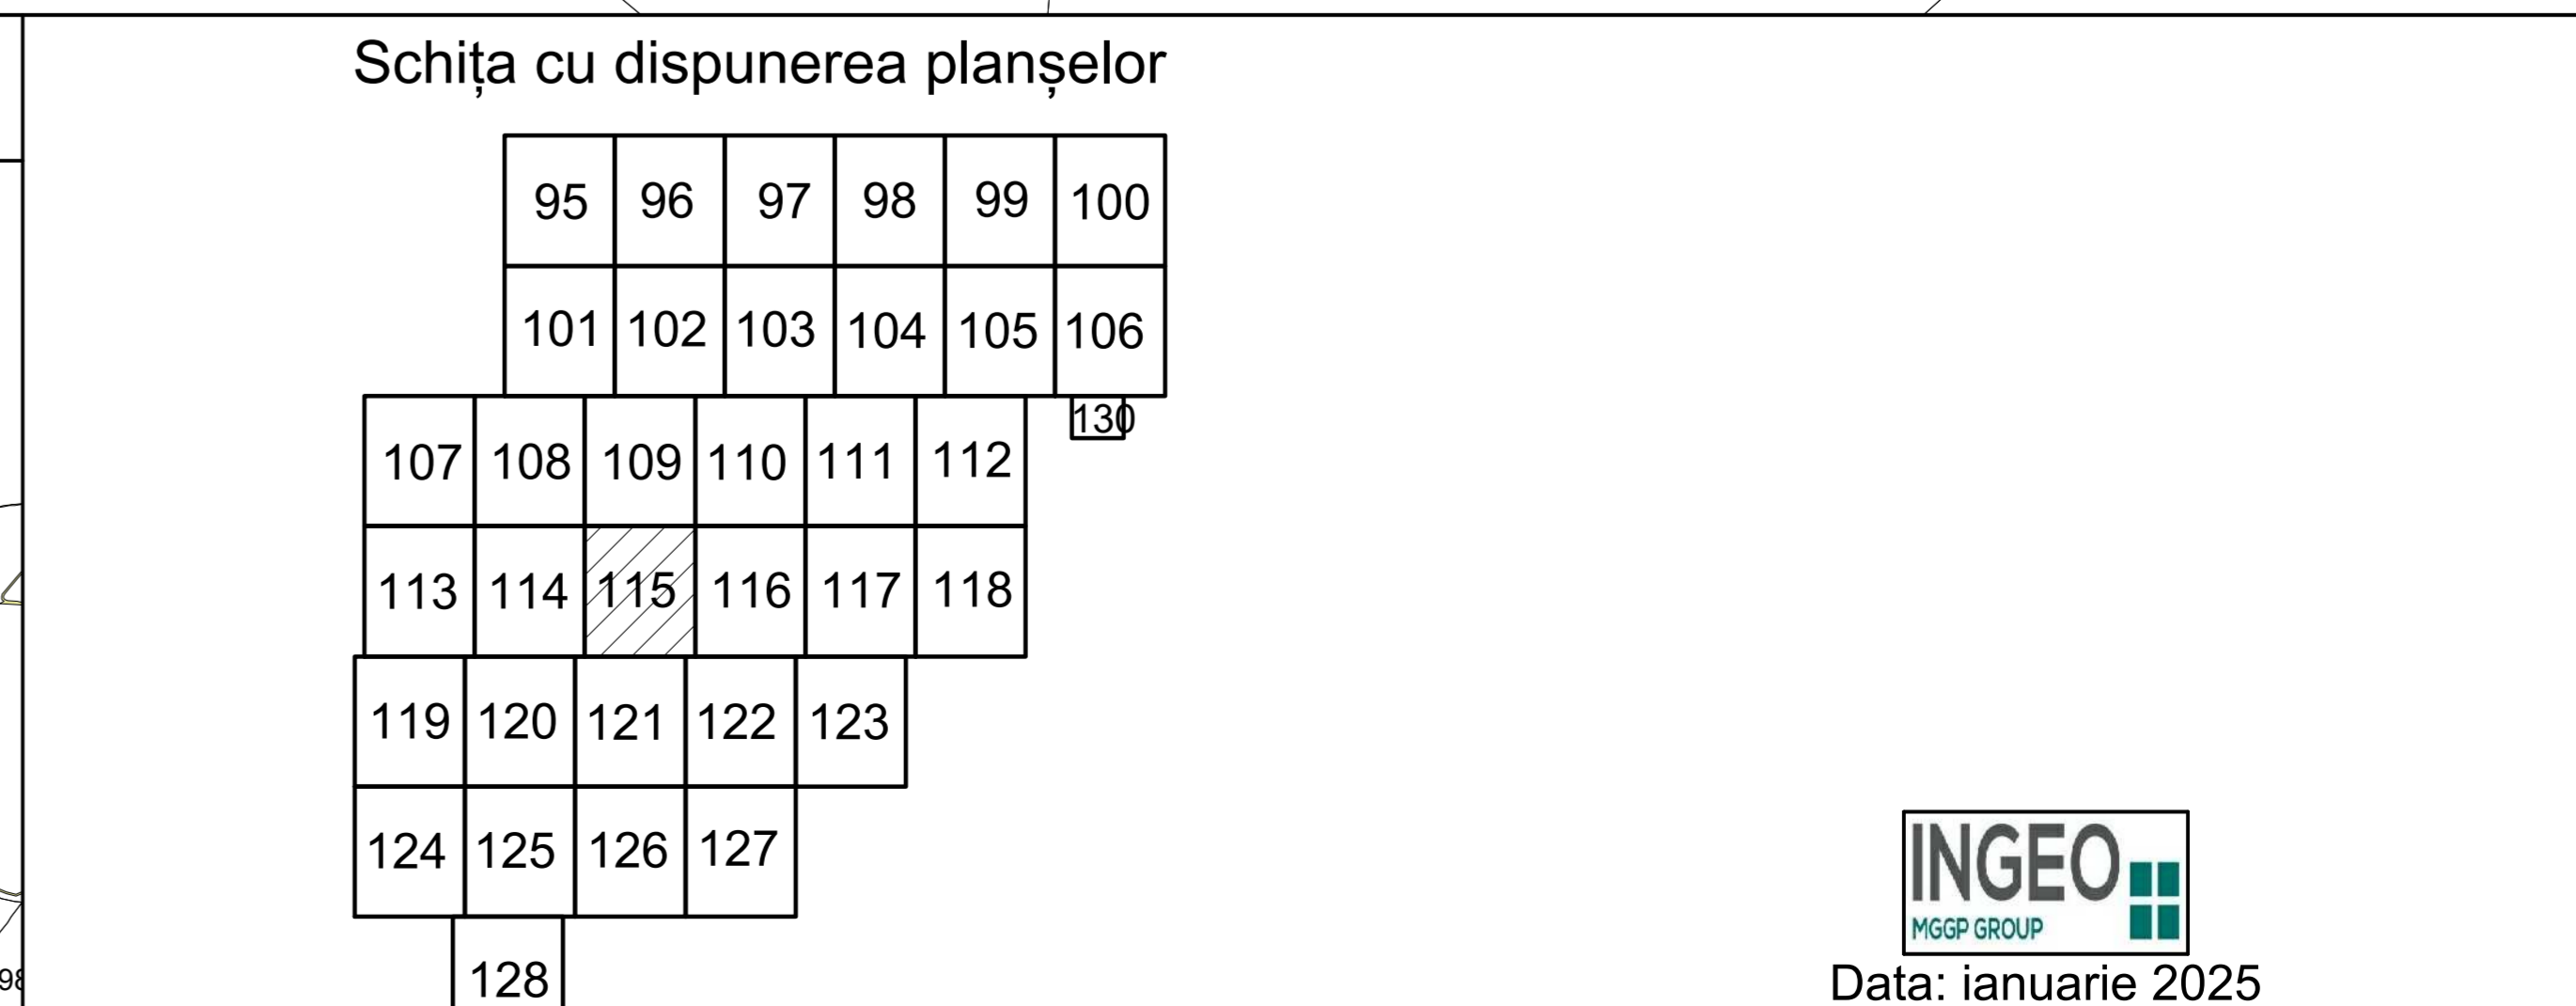 Schița cu dispunerea planșelor
95 96 97 98 99 100
101 102 103 104 105 106
130
107 108 109 110 111 112
113 114 115 116 117 118
119 120 121 122 123
124 125 126 127
INGEO
MGGP GROUP
128
Data: ianuarie 2025